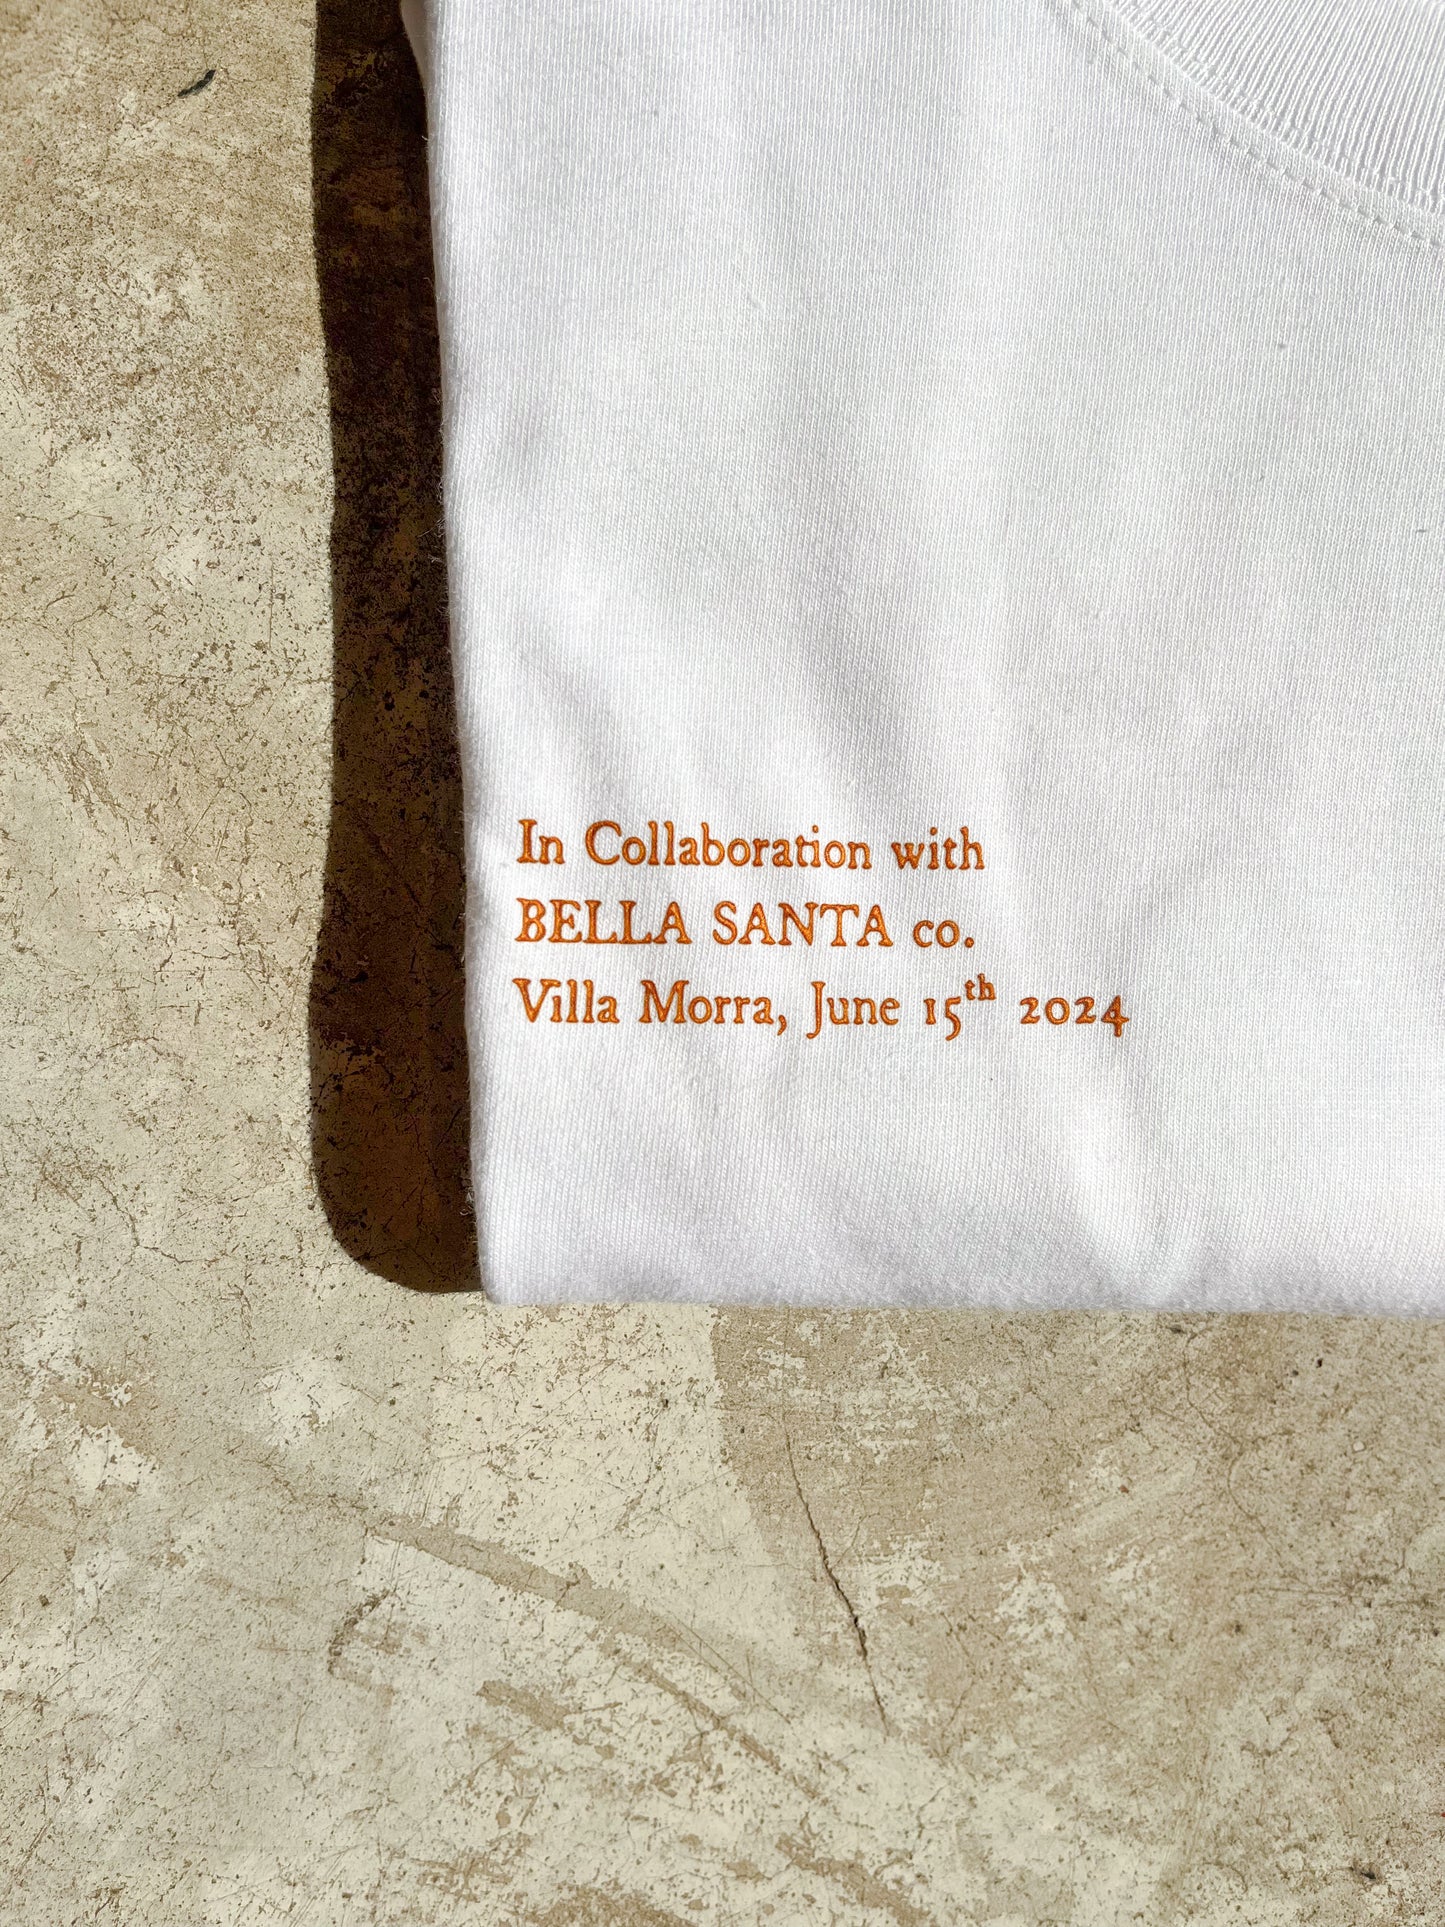 In Collaboration with
BELLA SANTA co.
Villa Morra, June 15th 2024